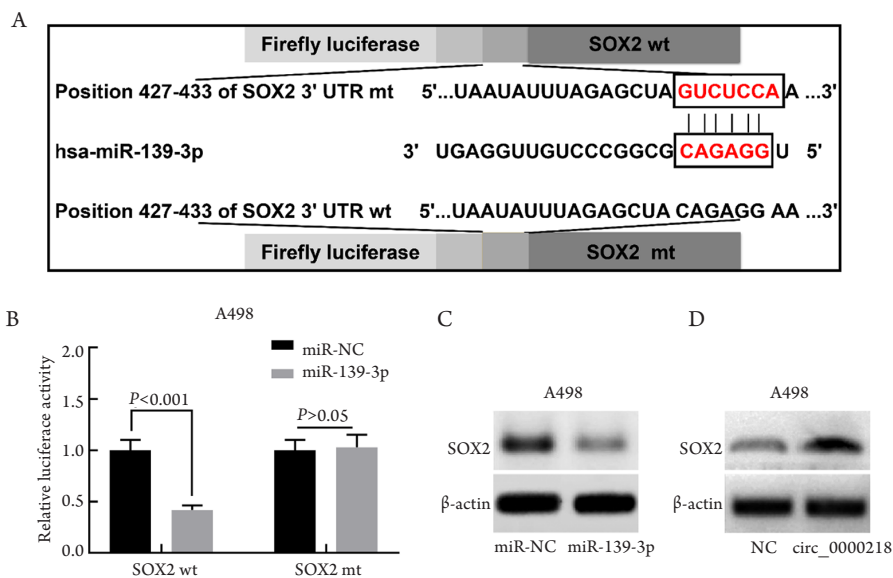 A
Firefly luciferase SOX2 wt
Position 427-433 of SOX2 3' UTR mt 5'...UAAUAUUUAGAGCUA GUCUCCA A ...3'
hsa-miR-139-3p 3' UGAGGUUGUCCCGGCG CAGAGG U 5'
Position 427-433 of SOX2 3' UTR wt 5'...UAAUAUUUAGAGCUA CAGAGG AA ...3'
Firefly luciferase SOX2 mt
B
A498
Relative luciferace activity
2.0
1.5
1.0
0.5
0.0
miR-NC
miR-139-3p
P<0.001
P>0.05
SOX2 wt SOX2 mt
C
A498
SOX2
β-actin
miR-NC miR-139-3p
D
A498
SOX2
β-actin
NC circ_0000218